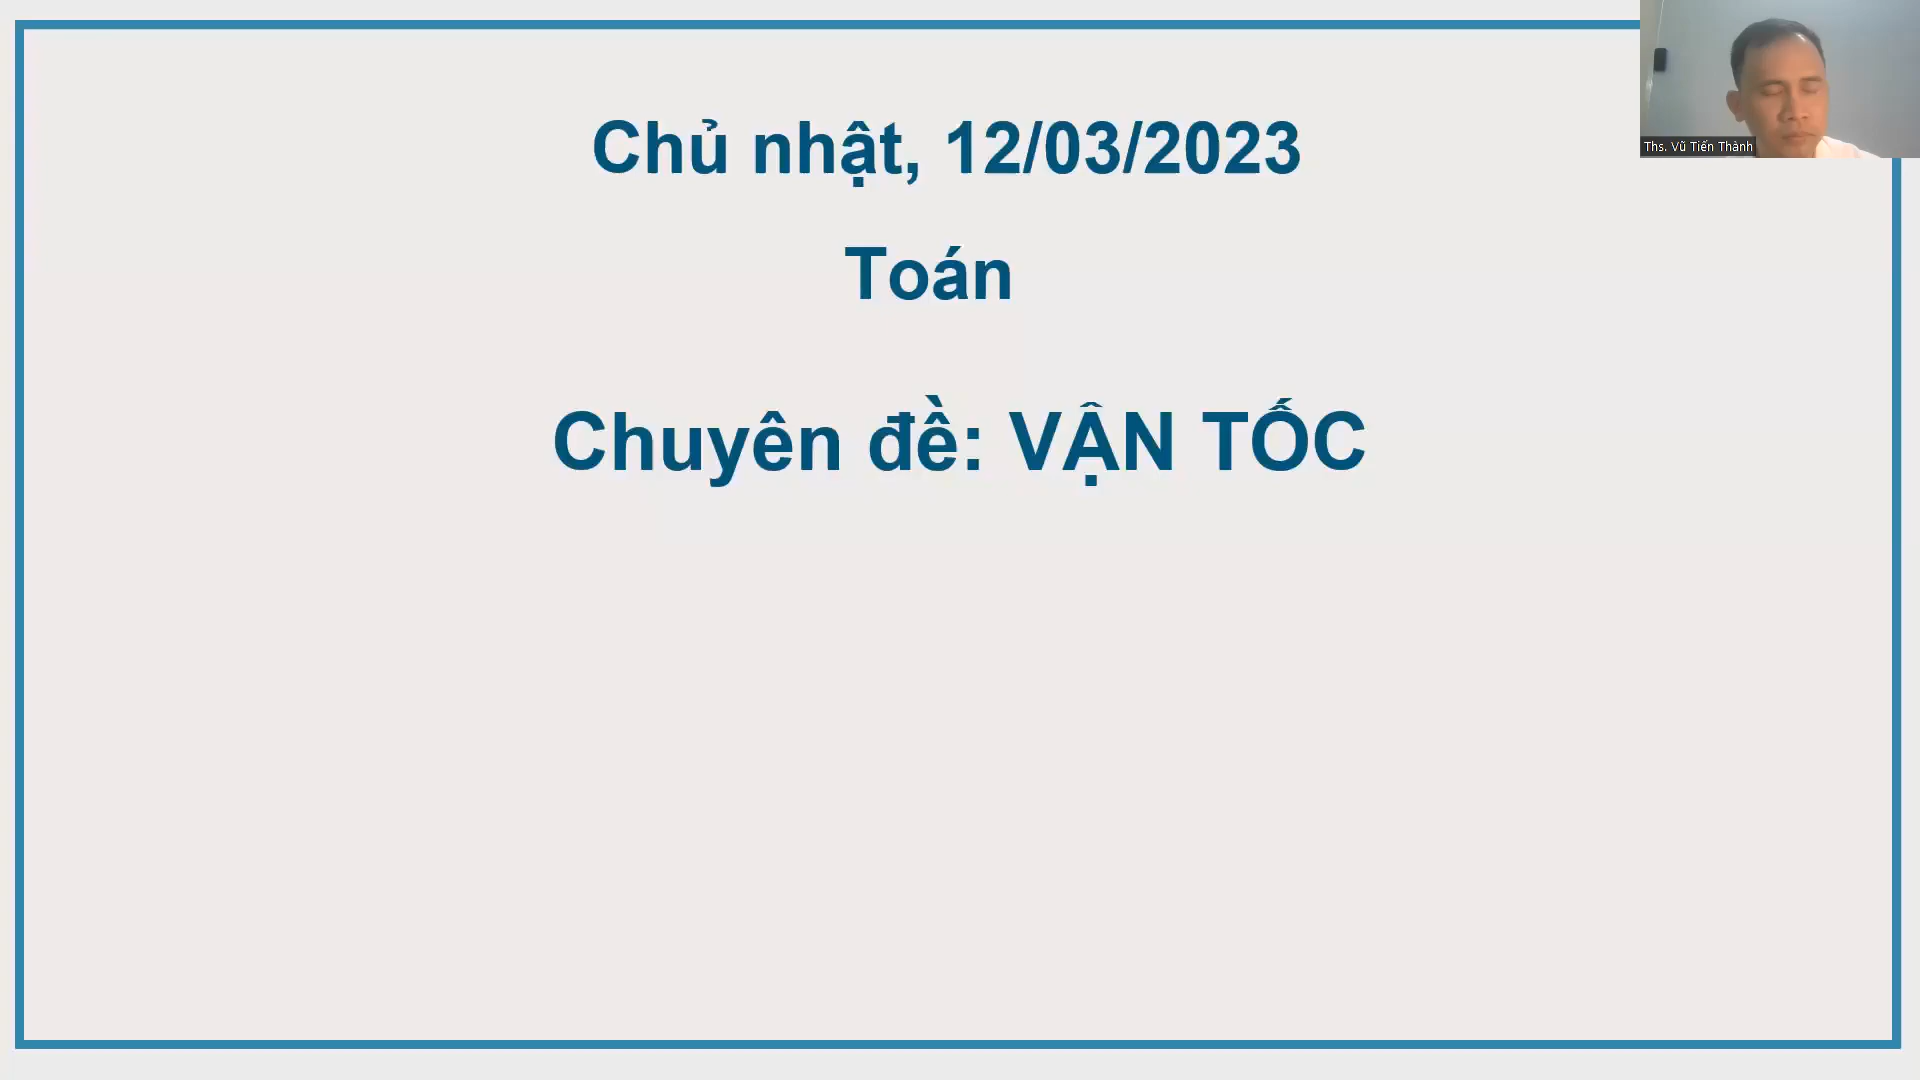 Chủ nhật, 12/03/2023
Toán
Chuyên đề: VẬN TỐC
Ths. Vũ Tiến Thành